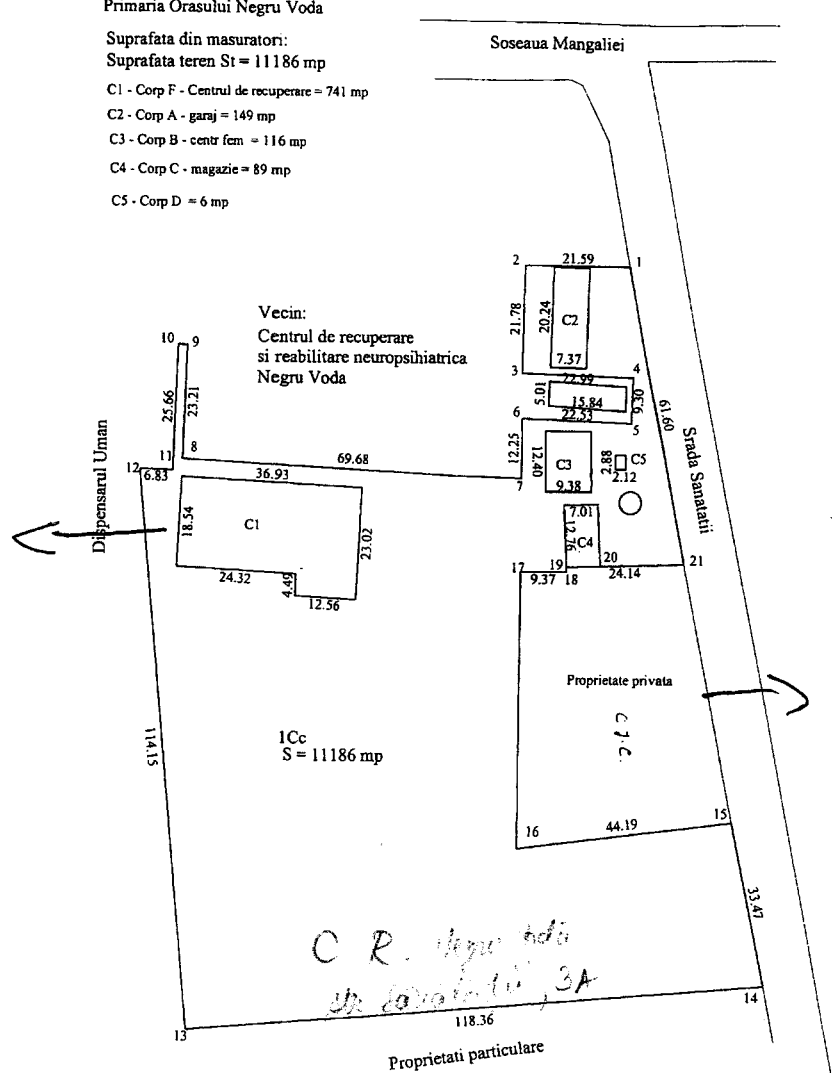 Primaria Orasului Negru Voda
Suprafata din masuratori:
Suprafata teren St = 11186 mp
C1 - Corp F - Centrul de recuperare = 741 mp
C2 - Corp A - garaj = 149 mp
C3 - Corp B - centr fem = 116 mp
C4 - Corp C - magazie = 89 mp
C5 - Corp D = 6 mp
Soseaua Mangaliei
2
21.59
1
21.78
20.24
C2
7.37
3
22.99
4
5.01
15.84
9.30
61.60
6
22.53
5
Vecin:
Centrul de recuperare
si reabilitare neuropsihiatrica
Negru Voda
10
9
25.66
23.21
11
8
12
6.83
69.68
12.25
7
12.40
C3
9.38
2.88
C5
2.12
Srada Sanatatii
Dispensarul Uman
36.93
18.54
C1
23.02
24.32
4.49
12.56
7.01
12.76
C4
17
9.37
19
18
20
24.14
21
Proprietate privata
C J C.
114.15
1Cc
S = 11186 mp
16
44.19
15
33.47
C R. Negru
3A
13
118.36
14
Proprietati particulare